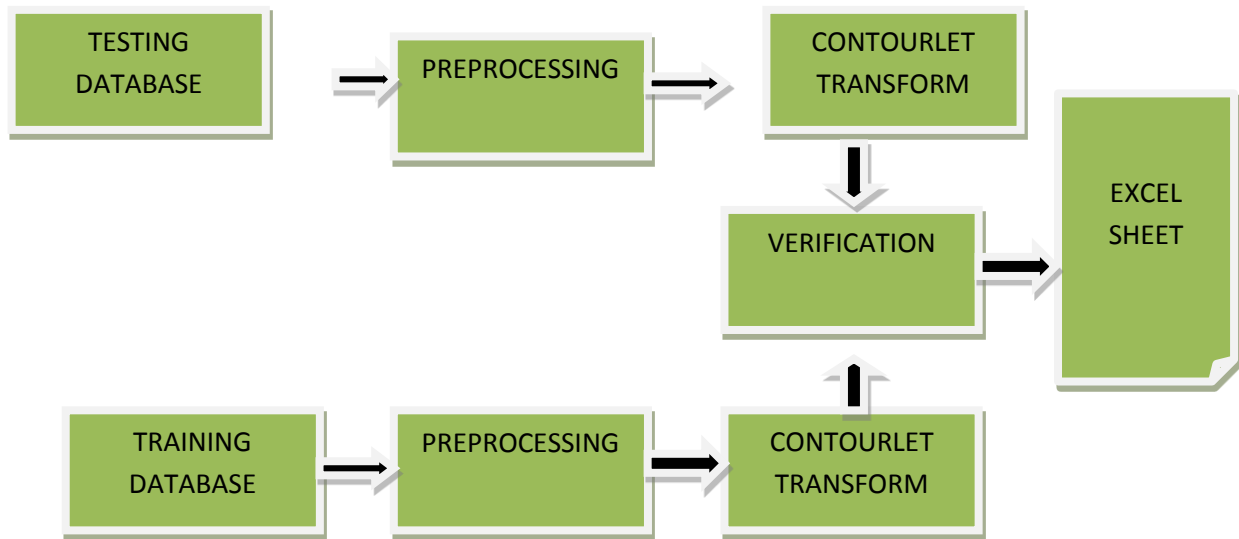 TESTING
DATABASE
PREPROCESSING
CONTOURLET
TRANSFORM
VERIFICATION
EXCEL
SHEET
TRAINING
DATABASE
PREPROCESSING
CONTOURLET
TRANSFORM